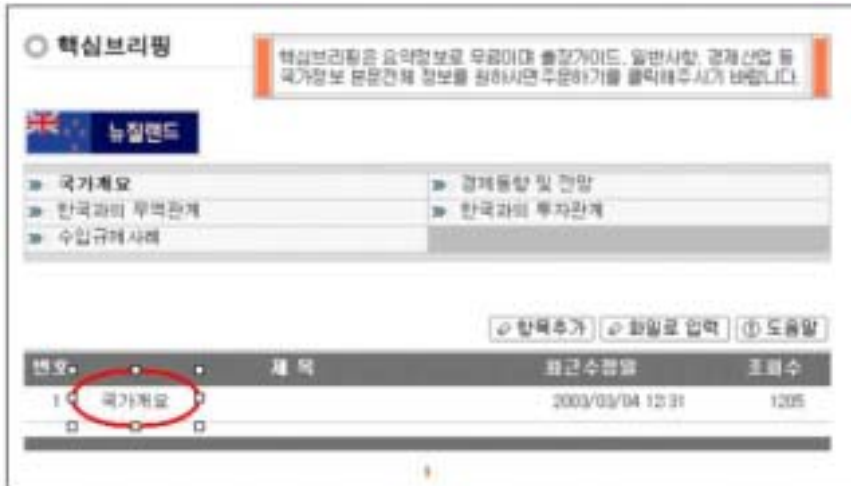 핵심브리핑
핵심브리핑은 요약정보로 무료이며 출장가이드, 일반사항, 경제산업 등
국가정보 본문전체 정보를 원하시면 주문하기를 클릭해주시기 바랍니다.
뉴질랜드
국가개요 경제동향 및 전망
한국과의 무역관계 한국과의 투자관계
수입규제사례
항목추가 화일로 입력 도움말
번호 제 목 최근수정일 조회수
1 국가개요 2003/03/04 12:31 1205
1